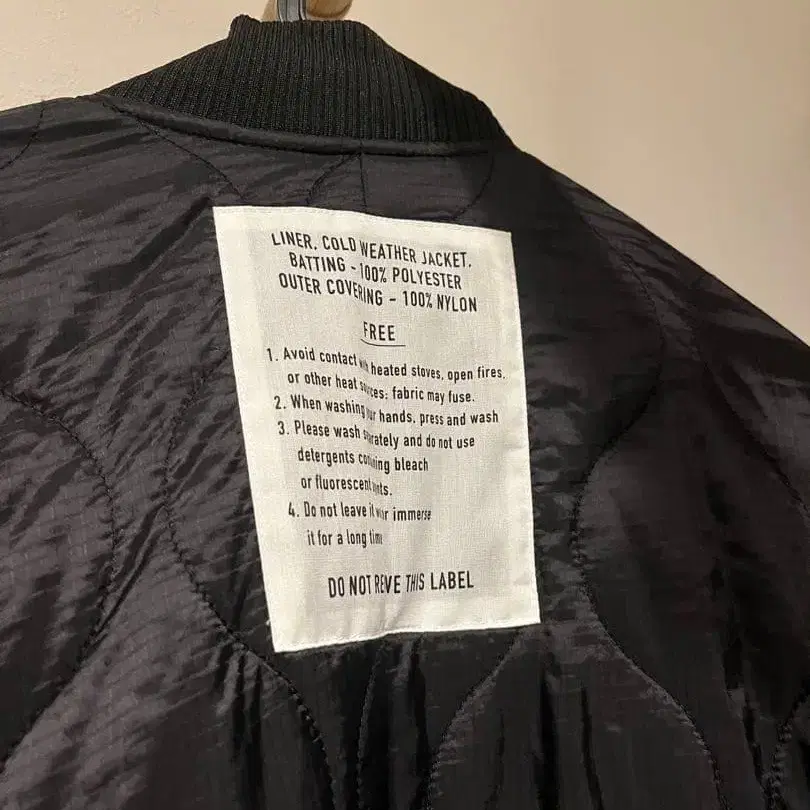 LINER, COLD WEATHER JACKET,
BATTING - 100% POLYESTER
OUTER COVERING - 100% NYLON
FREE
1. Avoid contact heated stoves, open fires,
or other heat fabric may fuse.
2. When washing hands, press and wash
3. Please wash and do not use
detergents bleach
or fluorescent
4. Do not leave immerse
it for a long
DO NOT THIS LABEL